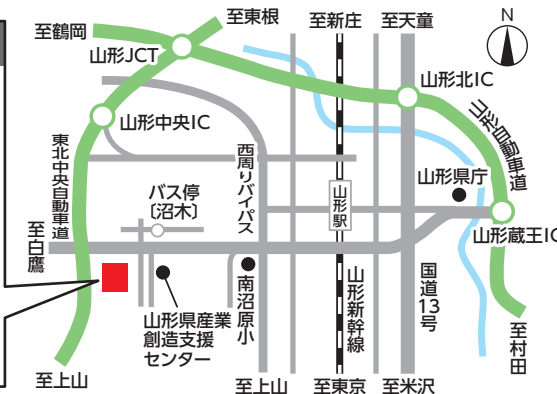 至鶴岡
至東根
至新庄
至天童
N
山形JCT
山形北IC
山形自動車道
山形中央IC
東北中央自動車道
西周りバイパス
バス停
〔沼木〕
山形駅
山形県庁
山形蔵王IC
至白鷹
南沼原小
山形新幹線
国道13号
山形県産業
創造支援
センター
至村田
至上山
至上山
至東京
至米沢